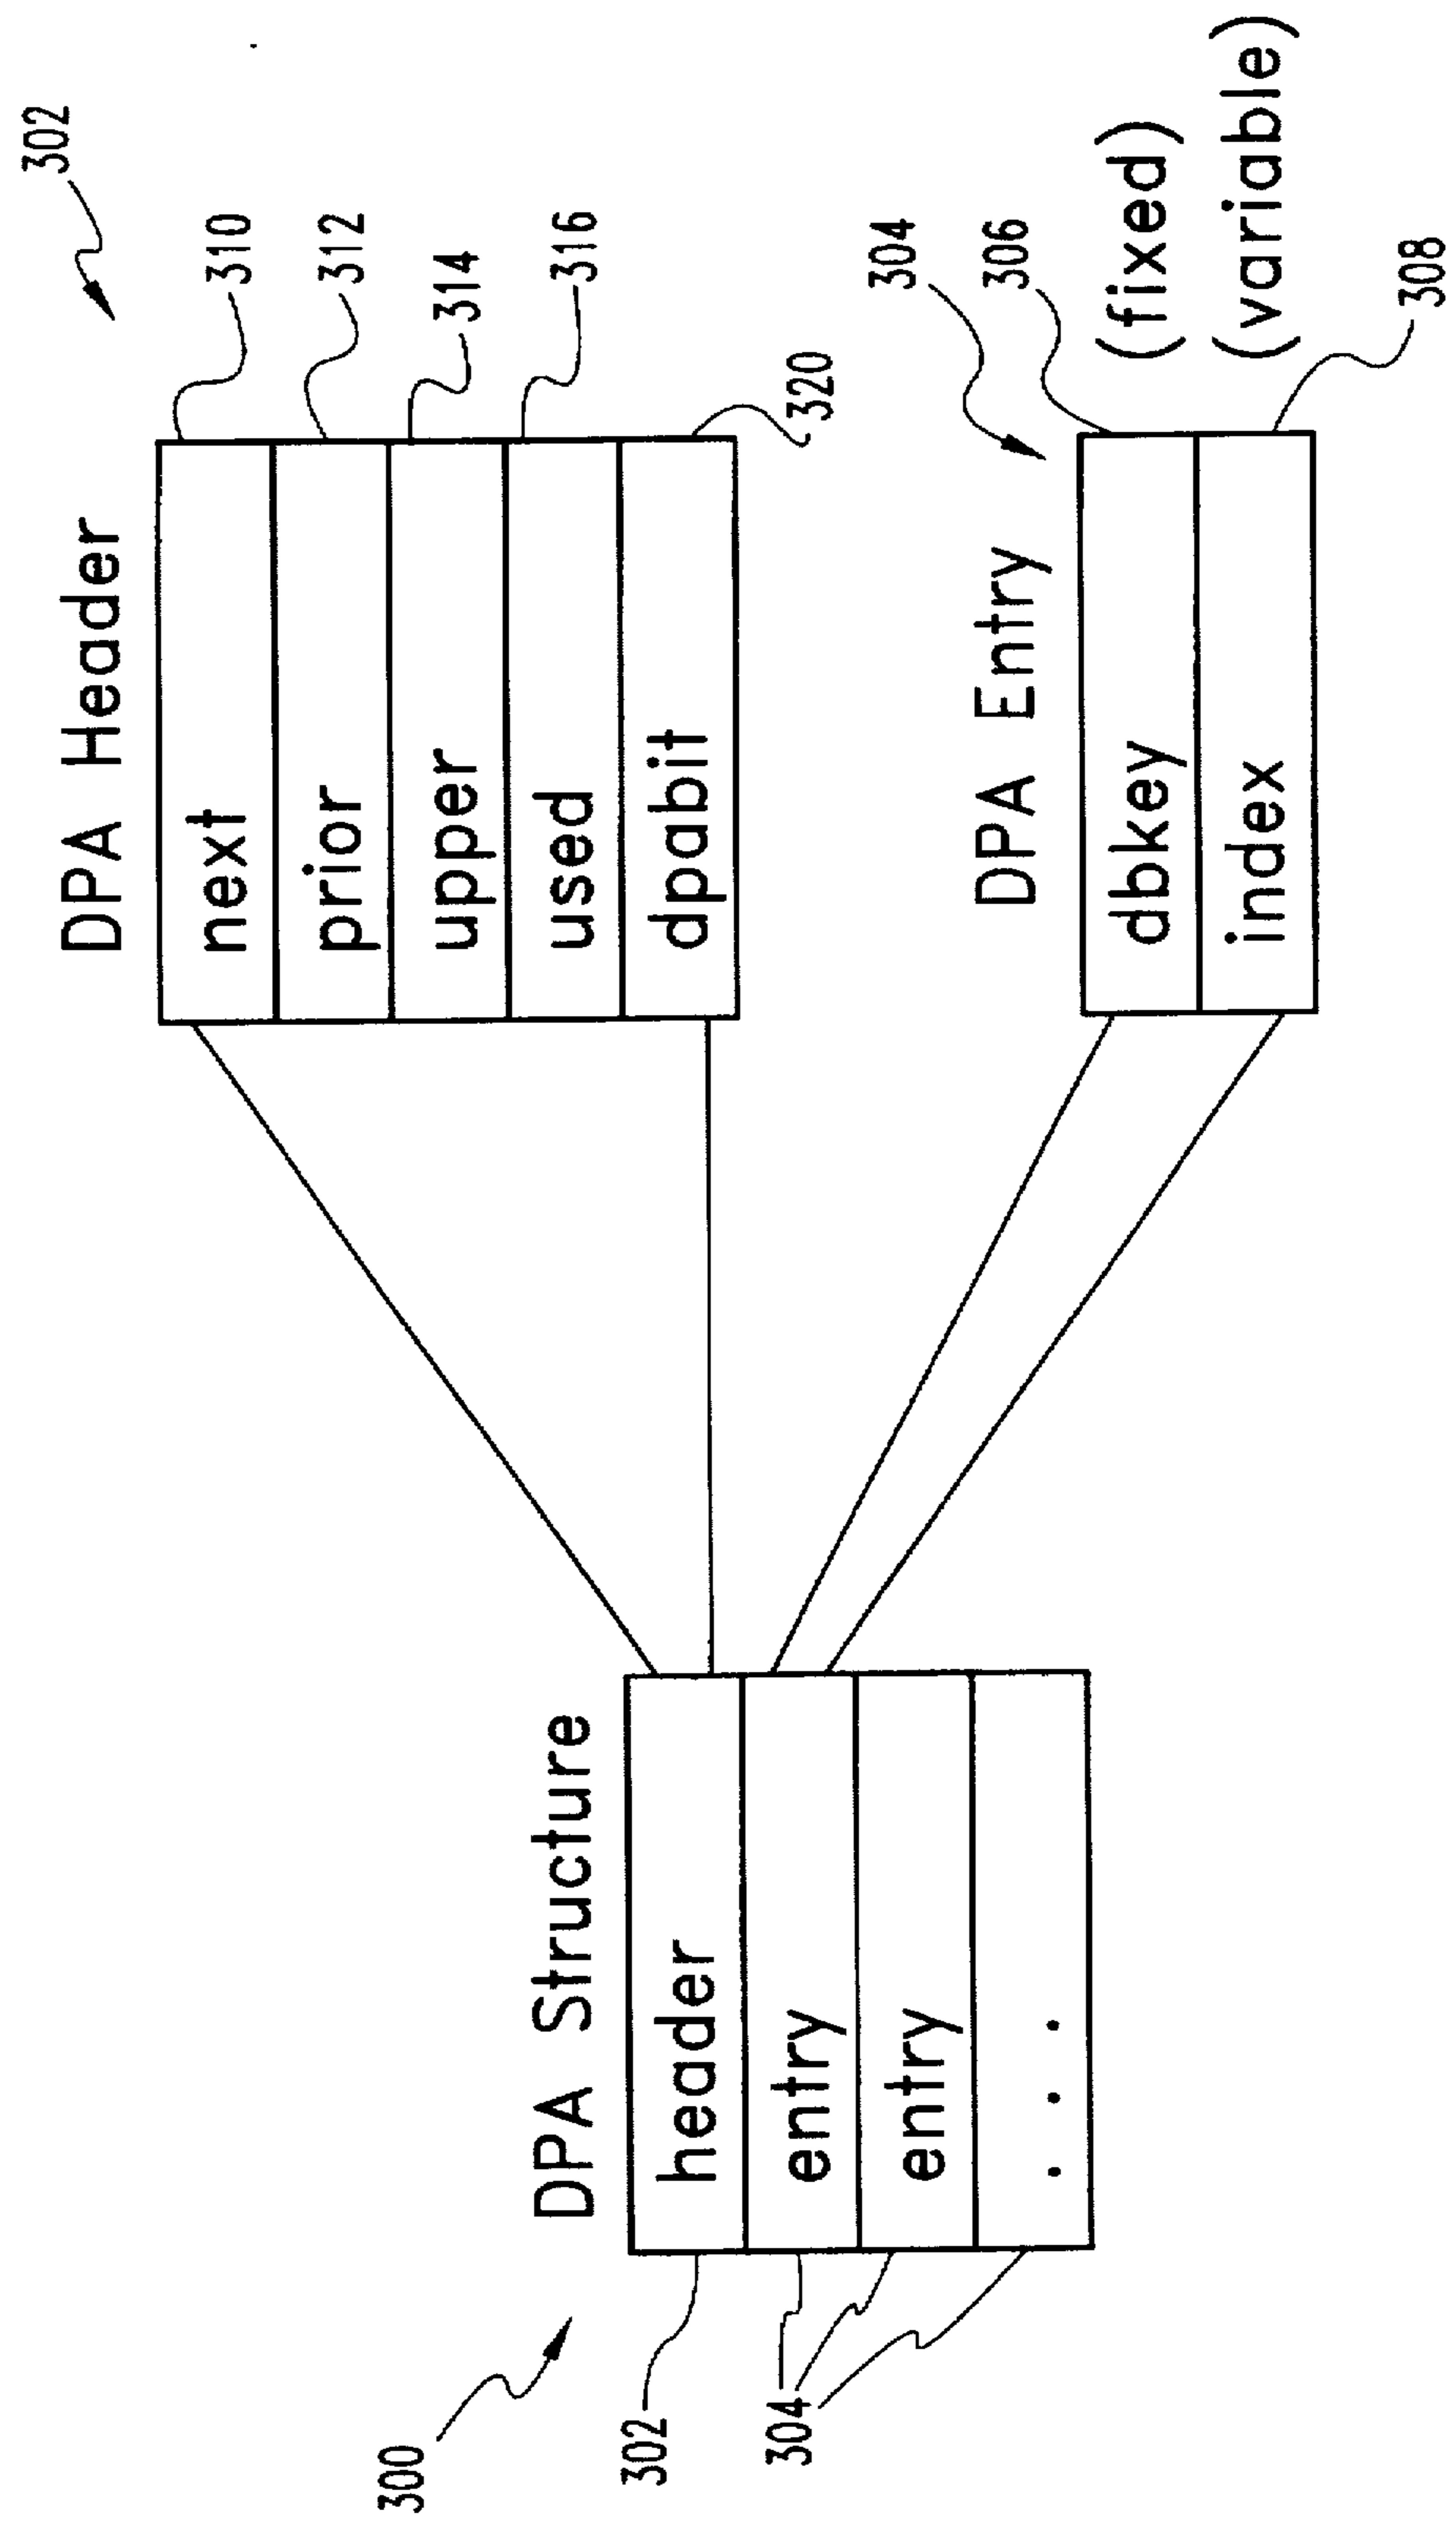 302
DPA Header
next
310
prior
312
upper
314
used
316
dpabit
320
300
DPA Structure
302
header
304
entry
entry
. . .
DPA Entry
304
306
dbkey
(fixed)
index
(variable)
308